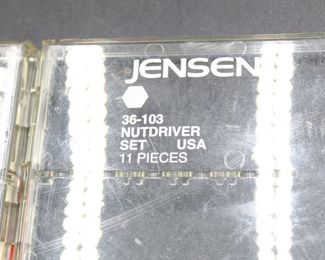 JENSEN
36-103
NUTDRIVER
SET USA
11 PIECES